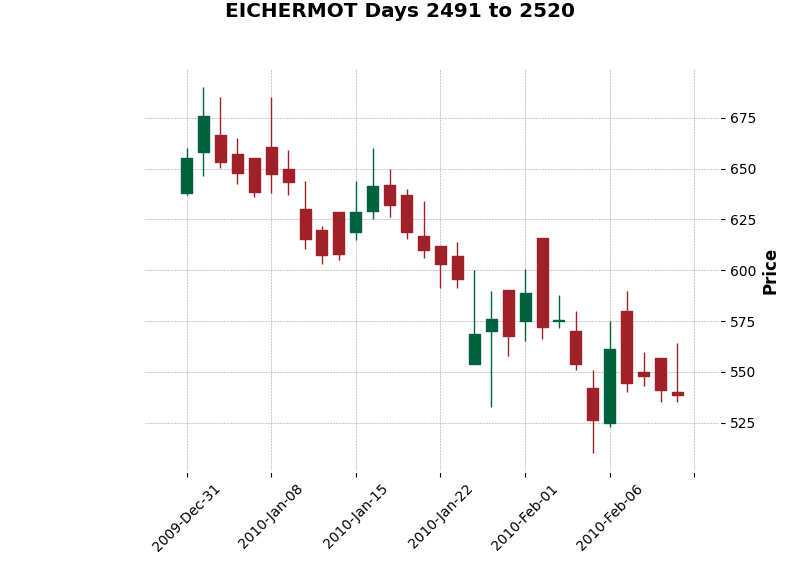 EICHERMOT Days 2491 to 2520
675
650
625
600
575
550
525
Price
2009-Dec-31
2010-Jan-08
2010-Jan-15
2010-Jan-22
2010-Feb-01
2010-Feb-06